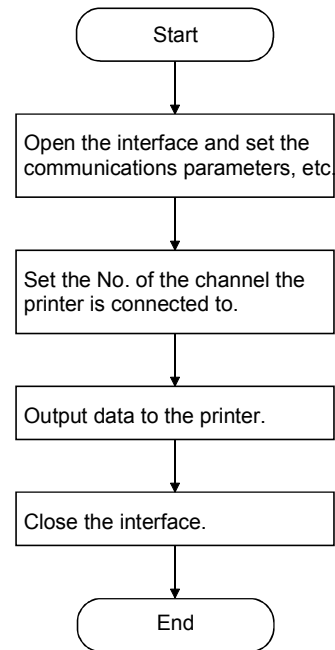 Start
Open the interface and set the
communications parameters, etc.
Set the No. of the channel the
printer is connected to.
Output data to the printer.
Close the interface.
End